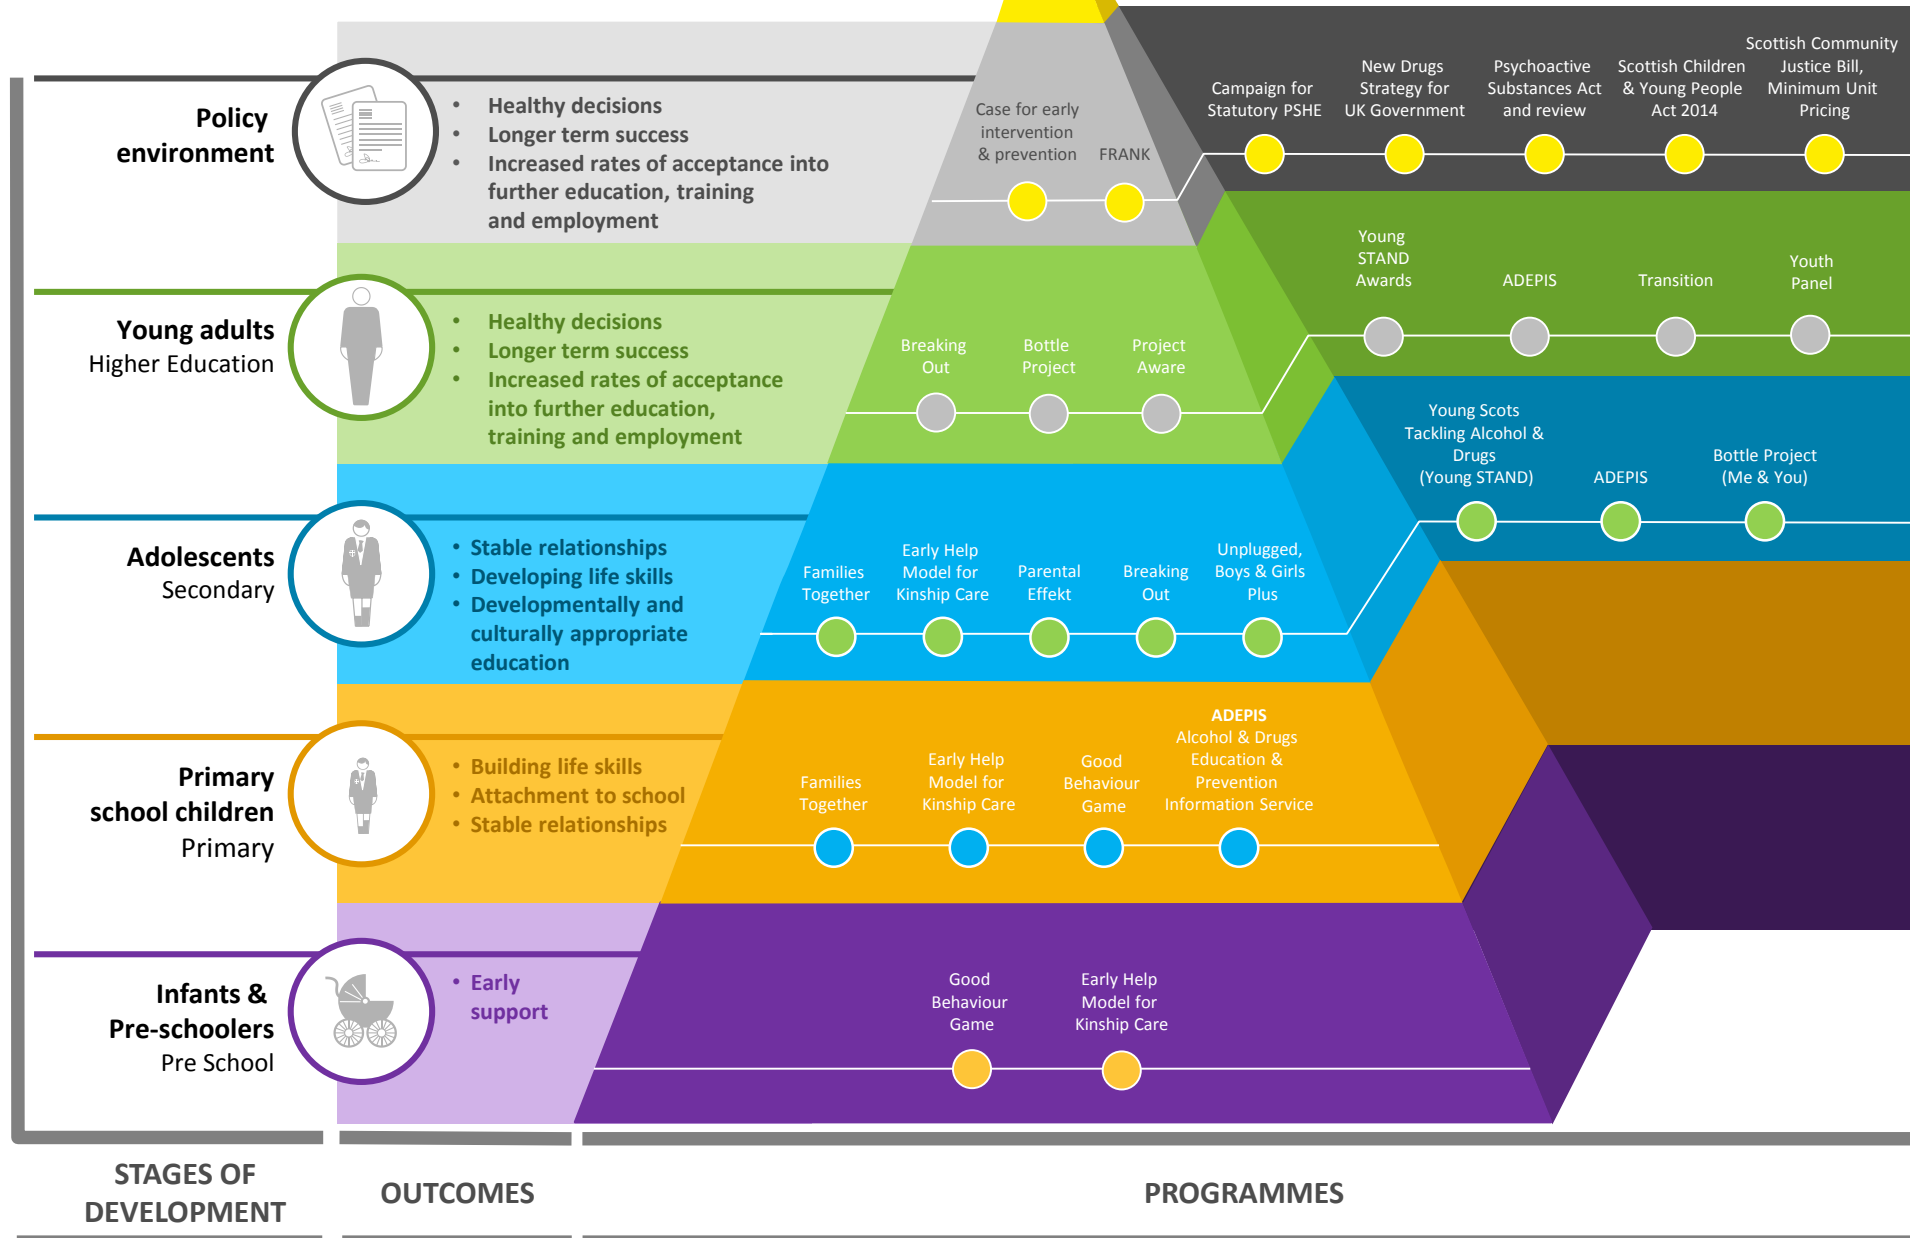 Policy
environment
• Healthy decisions
• Longer term success
• Increased rates of acceptance into
further education, training
and employment
Case for early
intervention
& prevention
FRANK
Campaign for
Statutory PSHE
New Drugs
Strategy for
UK Government
Psychoactive
Substances Act
and review
Scottish Children
& Young People
Act 2014
Scottish Community
Justice Bill,
Minimum Unit
Pricing
Young adults
Higher Education
• Healthy decisions
• Longer term success
• Increased rates of acceptance
into further education,
training and employment
Breaking
Out
Bottle
Project
Project
Aware
Young
STAND
Awards
ADEPIS
Transition
Youth
Panel
Adolescents
Secondary
• Stable relationships
• Developing life skills
• Developmentally and
culturally appropriate
education
Families
Together
Early Help
Model for
Kinship Care
Parental
Effekt
Breaking
Out
Unplugged,
Boys & Girls
Plus
Young Scots
Tackling Alcohol &
Drugs
(Young STAND)
ADEPIS
Bottle Project
(Me & You)
Primary
school children
Primary
• Building life skills
• Attachment to school
• Stable relationships
Families
Together
Early Help
Model for
Kinship Care
Good
Behaviour
Game
ADEPIS
Alcohol & Drugs
Education &
Prevention
Information Service
Infants &
Pre-schoolers
Pre School
• Early
support
Good
Behaviour
Game
Early Help
Model for
Kinship Care
STAGES OF
DEVELOPMENT
OUTCOMES
PROGRAMMES